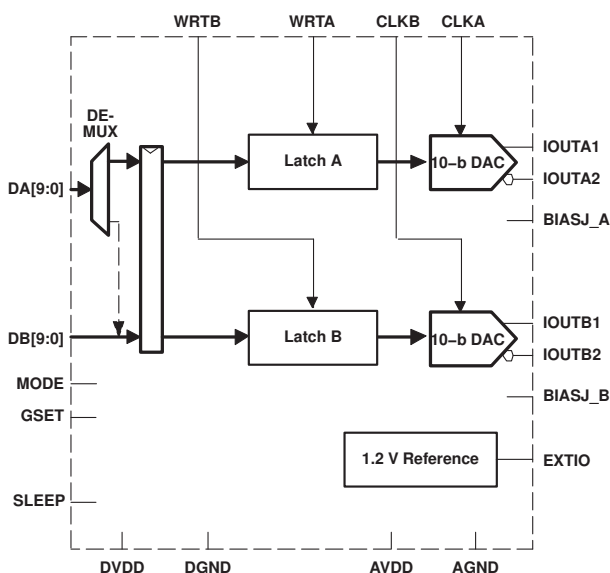 WRTB WRTA CLKB CLKA
DE-
MUX
Latch A
10−b DAC
IOUTA1
DA[9:0]
IOUTA2
BIASJ_A
DB[9:0]
Latch B
10−b DAC
IOUTB1
IOUTB2
MODE
BIASJ_B
GSET
1.2 V Reference
EXTIO
SLEEP
DVDD DGND AVDD AGND